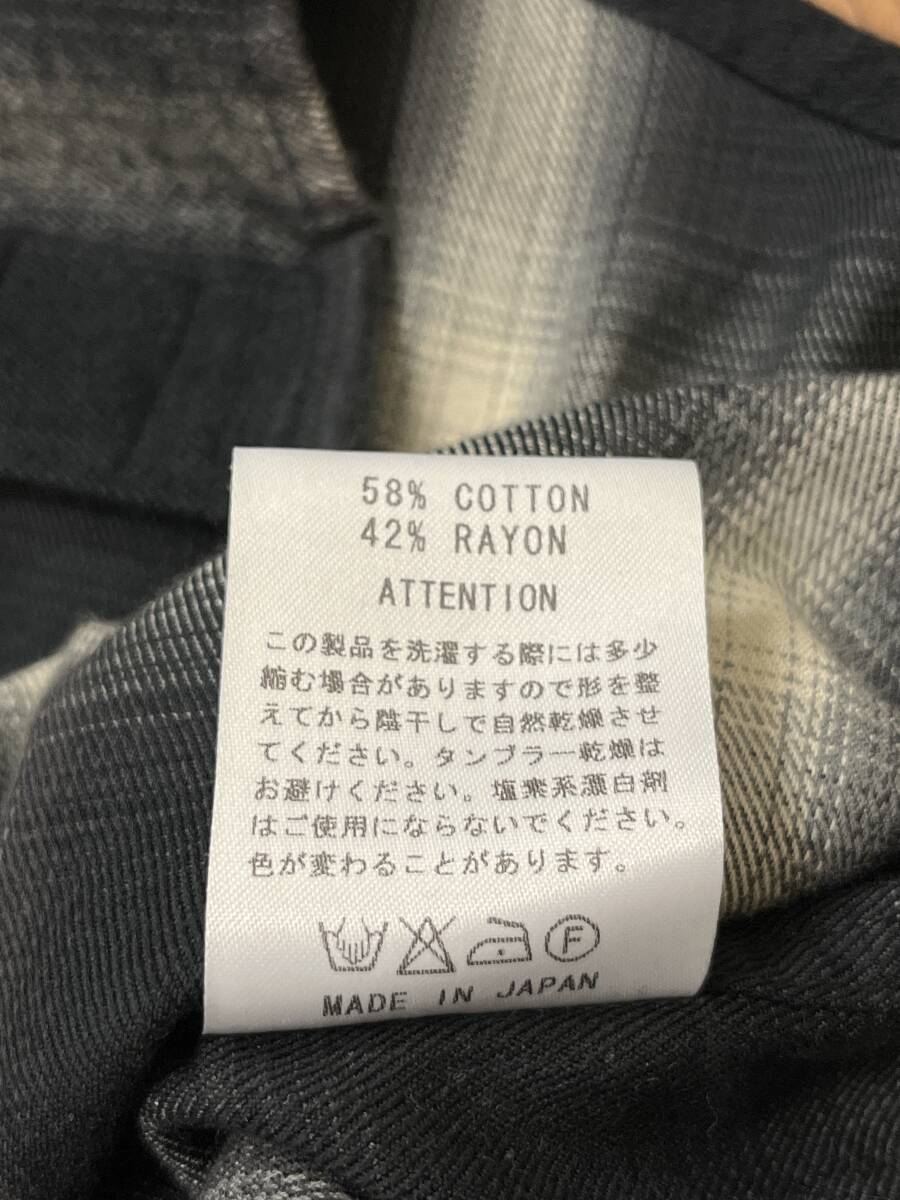 58% COTTON
42% RAYON
ATTENTION
この製品を洗濯する際には多少
縮む場合がありますので形を整
えてから陰干しで自然乾燥させ
てください。タンブラー乾燥は
お避けください。塩素系漂白剤
はご使用にならないでください。
色が変わることがあります。
F
MADE IN JAPAN